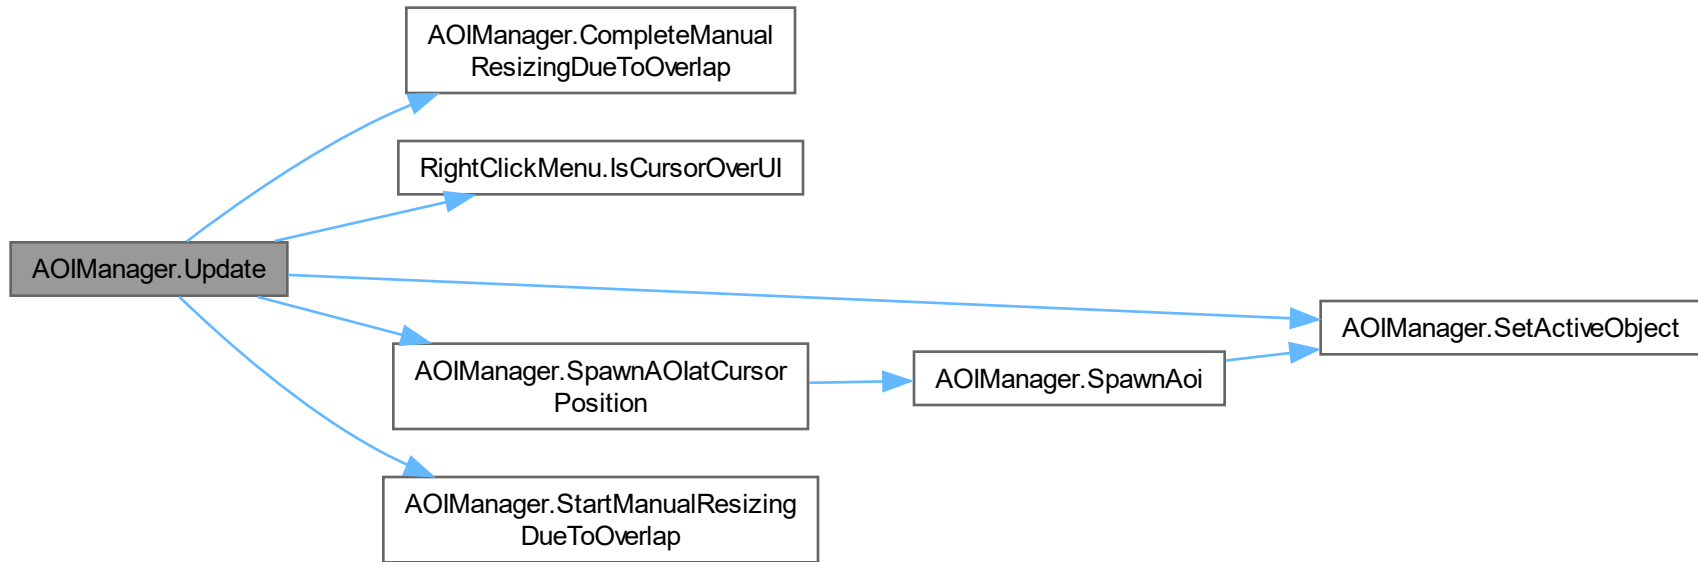 AOIManager.CompleteManual
ResizingDueToOverlap
RightClickMenu.IsCursorOverUI
AOIManager.Update
AOIManager.SetActiveObject
AOIManager.SpawnAOIatCursor
Position
AOIManager.SpawnAoi
AOIManager.StartManualResizing
DueToOverlap